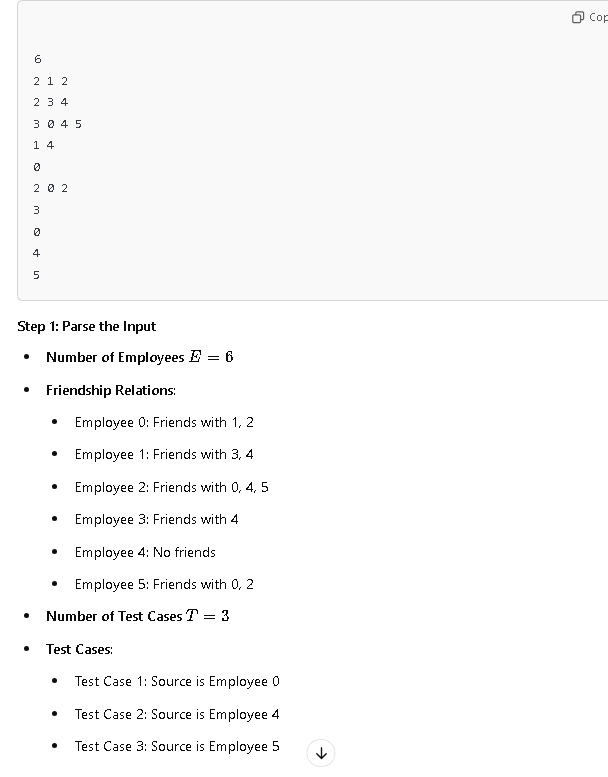 Cop
6
2 1 2
2 3 4
3 0 4 5
1 4
0
2 0 2
3
0
4
5
Step 1: Parse the Input
• Number of Employees E = 6
• Friendship Relations:
• Employee 0: Friends with 1, 2
• Employee 1: Friends with 3, 4
• Employee 2: Friends with 0, 4, 5
• Employee 3: Friends with 4
• Employee 4: No friends
• Employee 5: Friends with 0, 2
• Number of Test Cases T = 3
• Test Cases:
• Test Case 1: Source is Employee 0
• Test Case 2: Source is Employee 4
• Test Case 3: Source is Employee 5